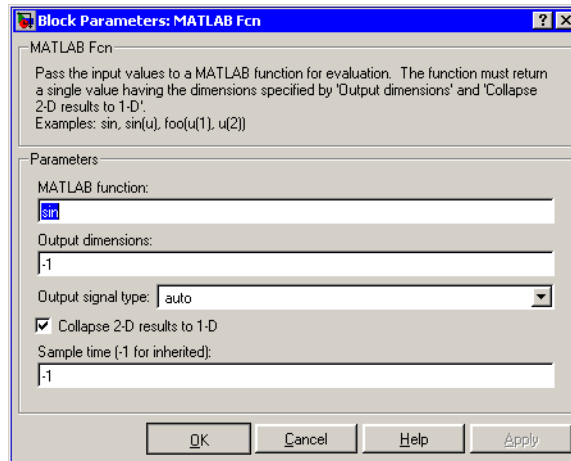 Block Parameters: MATLAB Fcn
MATLAB Fcn
Pass the input values to a MATLAB function for evaluation. The function must return
a single value having the dimensions specified by 'Output dimensions' and 'Collapse
2-D results to 1-D'.
Examples: sin, sin(u), foo(u(1), u(2))
Parameters
MATLAB function:
sin
Output dimensions:
-1
Output signal type: auto
Collapse 2-D results to 1-D
Sample time (-1 for inherited):
-1
OK Cancel Help Apply